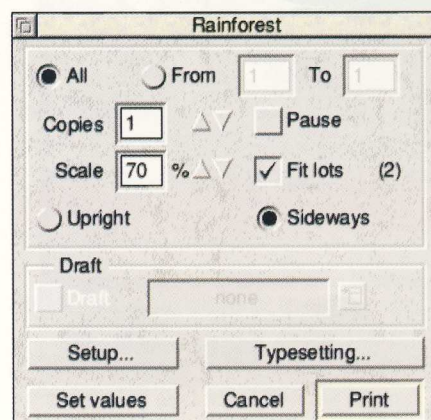 Rainforest
All From 1 To 1
Copies 1 Pause
Scale 70 % Fit lots (2)
Upright Sideways
Draft
Draft none
Setup... Typesetting...
Set values Cancel Print